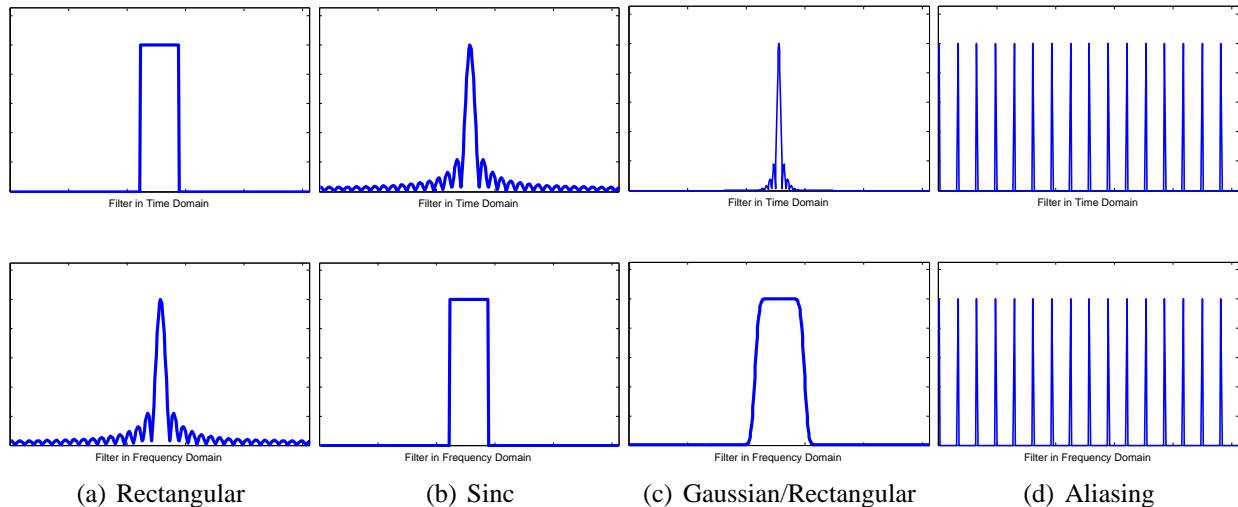 Filter in Time Domain
Filter in Time Domain
Filter in Time Domain
Filter in Time Domain
Filter in Frequency Domain
Filter in Frequency Domain
Filter in Frequency Domain
Filter in Frequency Domain
(a) Rectangular
(b) Sinc
(c) Gaussian/Rectangular
(d) Aliasing